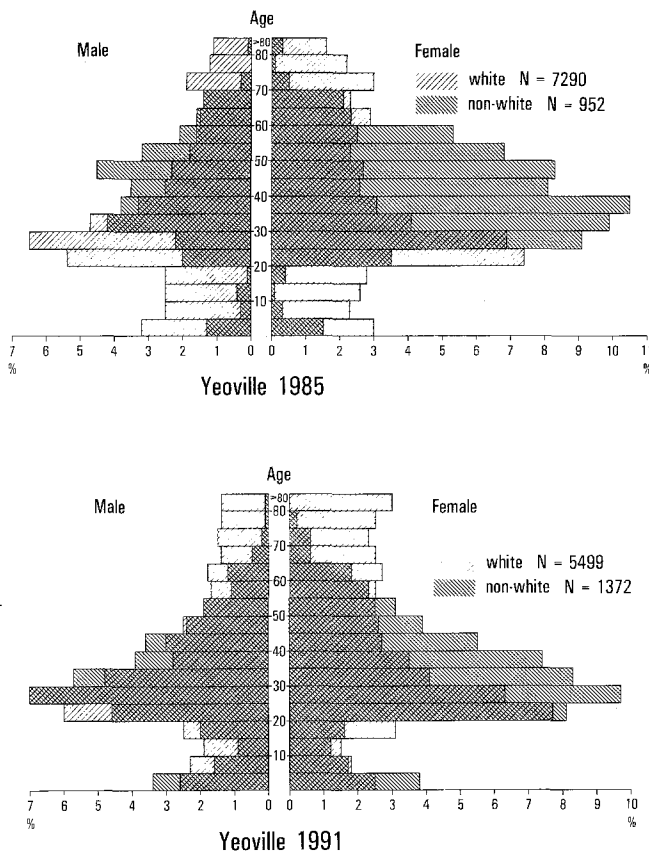 Age
Male
Female
>80
80
70
60
50
40
30
20
10
white N = 7290
non-white N = 952
7 6 5 4 3 2 1 0 0 1 2 3 4 5 6 7 8 9 10 11
% %
Yeoville 1985
Age
Male
Female
>80
80
70
60
50
40
30
20
10
white N = 5499
non-white N = 1372
7 6 5 4 3 2 1 0 0 1 2 3 4 5 6 7 8 9 10
% %
Yeoville 1991